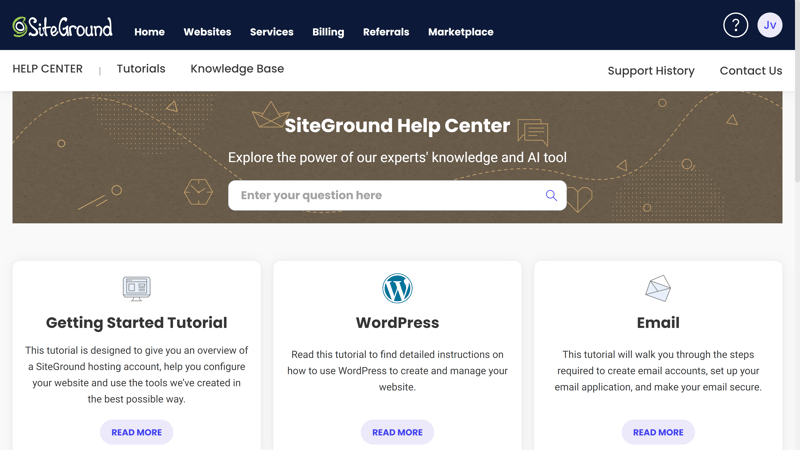 SiteGround Home Websites Services Billing Referrals Marketplace ? Jv
HELP CENTER | Tutorials Knowledge Base Support History Contact Us
SiteGround Help Center
Explore the power of our experts' knowledge and AI tool
Enter your question here
Getting Started Tutorial
This tutorial is designed to give you an overview of
a SiteGround hosting account, help you configure
your website and use the tools we've created in
the best possible way.
READ MORE
WordPress
Read this tutorial to find detailed instructions on
how to use WordPress to create and manage your
website.
READ MORE
Email
This tutorial will walk you through the steps
required to create email accounts, set up your
email application, and make your email secure.
READ MORE